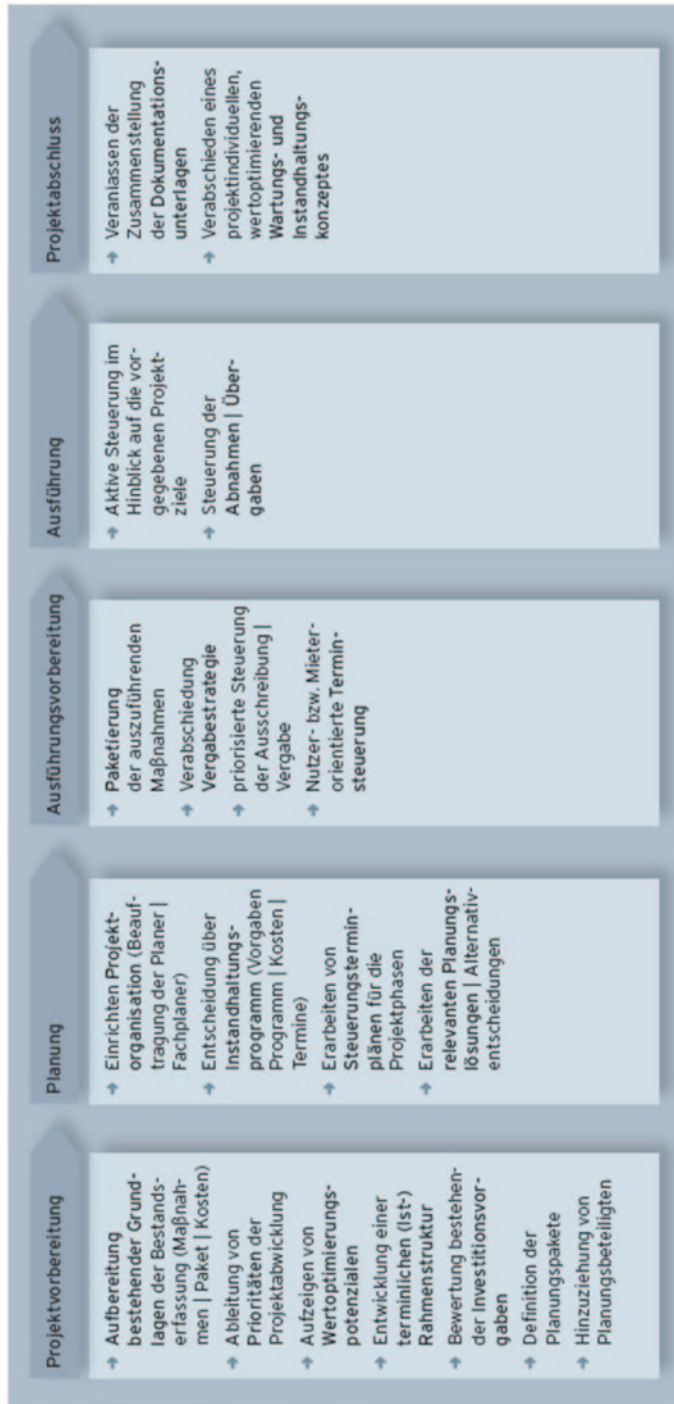 Projektvorbereitung
→ Aufbereitung
bestehender Grund-
lagen der Bestands-
erfassung (Maßnah-
men | Paket | Kosten)
→ Ableitung von
Prioritäten der
Projektabwicklung
→ Aufzeigen von
Wertoptimierungs-
potenzialen
→ Entwicklung einer
terminlichen (Ist-)
Rahmenstruktur
→ Bewertung bestehen-
der Investitionsvor-
gaben
→ Definition der
Planungspakete
→ Hinzuziehung von
Planungsbeteiligten
Planung
→ Einrichten Projekt-
organisation (Beauf-
tragung der Planer |
Fachplaner)
→ Entscheidung über
Instandhaltungs-
programm (Vorgaben
Programm | Kosten |
Termine)
→ Erarbeiten von
Steuerungstermin-
plänen für die
Projektphasen
→ Erarbeiten der
relevanten Planungs-
lösungen | Alternativ-
entscheidungen
Ausführungsvorbereitung
→ Paketierung
der auszuführenden
Maßnahmen
→ Verabschiedung
Vergabestrategie
→ priorisierte Steuerung
der Ausschreibung |
Vergabe
→ Nutzer- bzw. Mieter-
orientierte Termin-
steuerung
Ausführung
→ Aktive Steuerung im
Hinblick auf die vor-
gegebenen Projekt-
ziele
→ Steuerung der
Abnahmen | Über-
gaben
Projektabschluss
→ Veranlassen der
Zusammenstellung
der Dokumentations-
unterlagen
→ Verabschieden eines
projektindividuellen,
wertoptimierenden
Wartungs- und
Instandhaltungs-
konzeptes